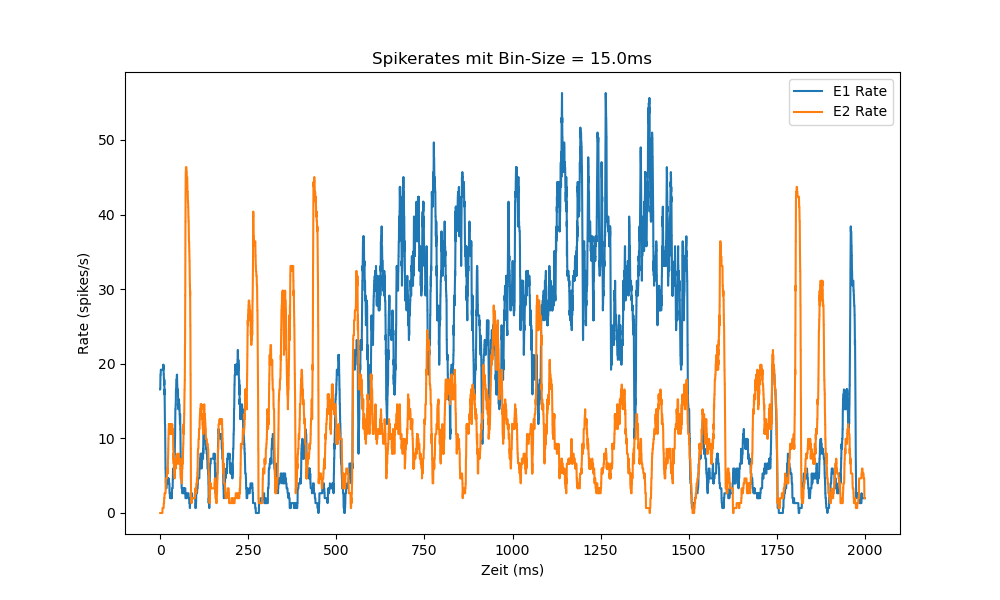 Spikerates mit Bin-Size = 15.0ms
E1 Rate
E2 Rate
Rate (spikes/s)
50
40
30
20
10
0
0 250 500 750 1000 1250 1500 1750 2000
Zeit (ms)